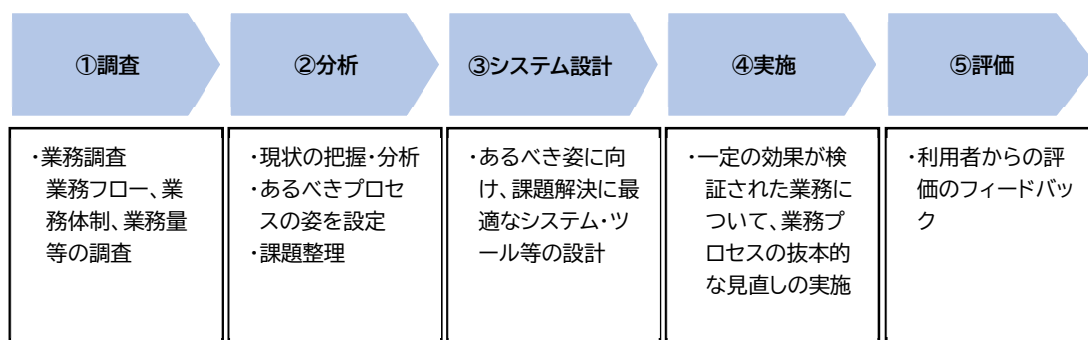 ①調査
②分析
③システム設計
④実施
⑤評価
・業務調査
業務フロー、業
務体制、業務量
等の調査
・現状の把握・分析
・あるべきプロセ
スの姿を設定
・課題整理
・あるべき姿に向
け、課題解決に最
適なシステム・ツ
ール等の設計
・一定の効果が検
証された業務に
ついて、業務プ
ロセスの抜本的
な見直しの実施
・利用者からの評
価のフィードバッ
ク